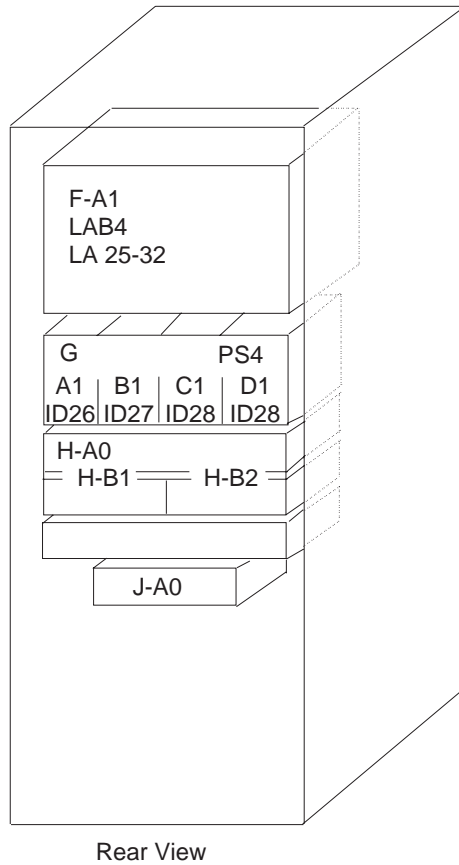 F-A1
LAB4
LA 25-32
G PS4
A1 B1 C1 D1
ID26 ID27 ID28 ID28
H-A0
H-B1 H-B2
J-A0
Rear View